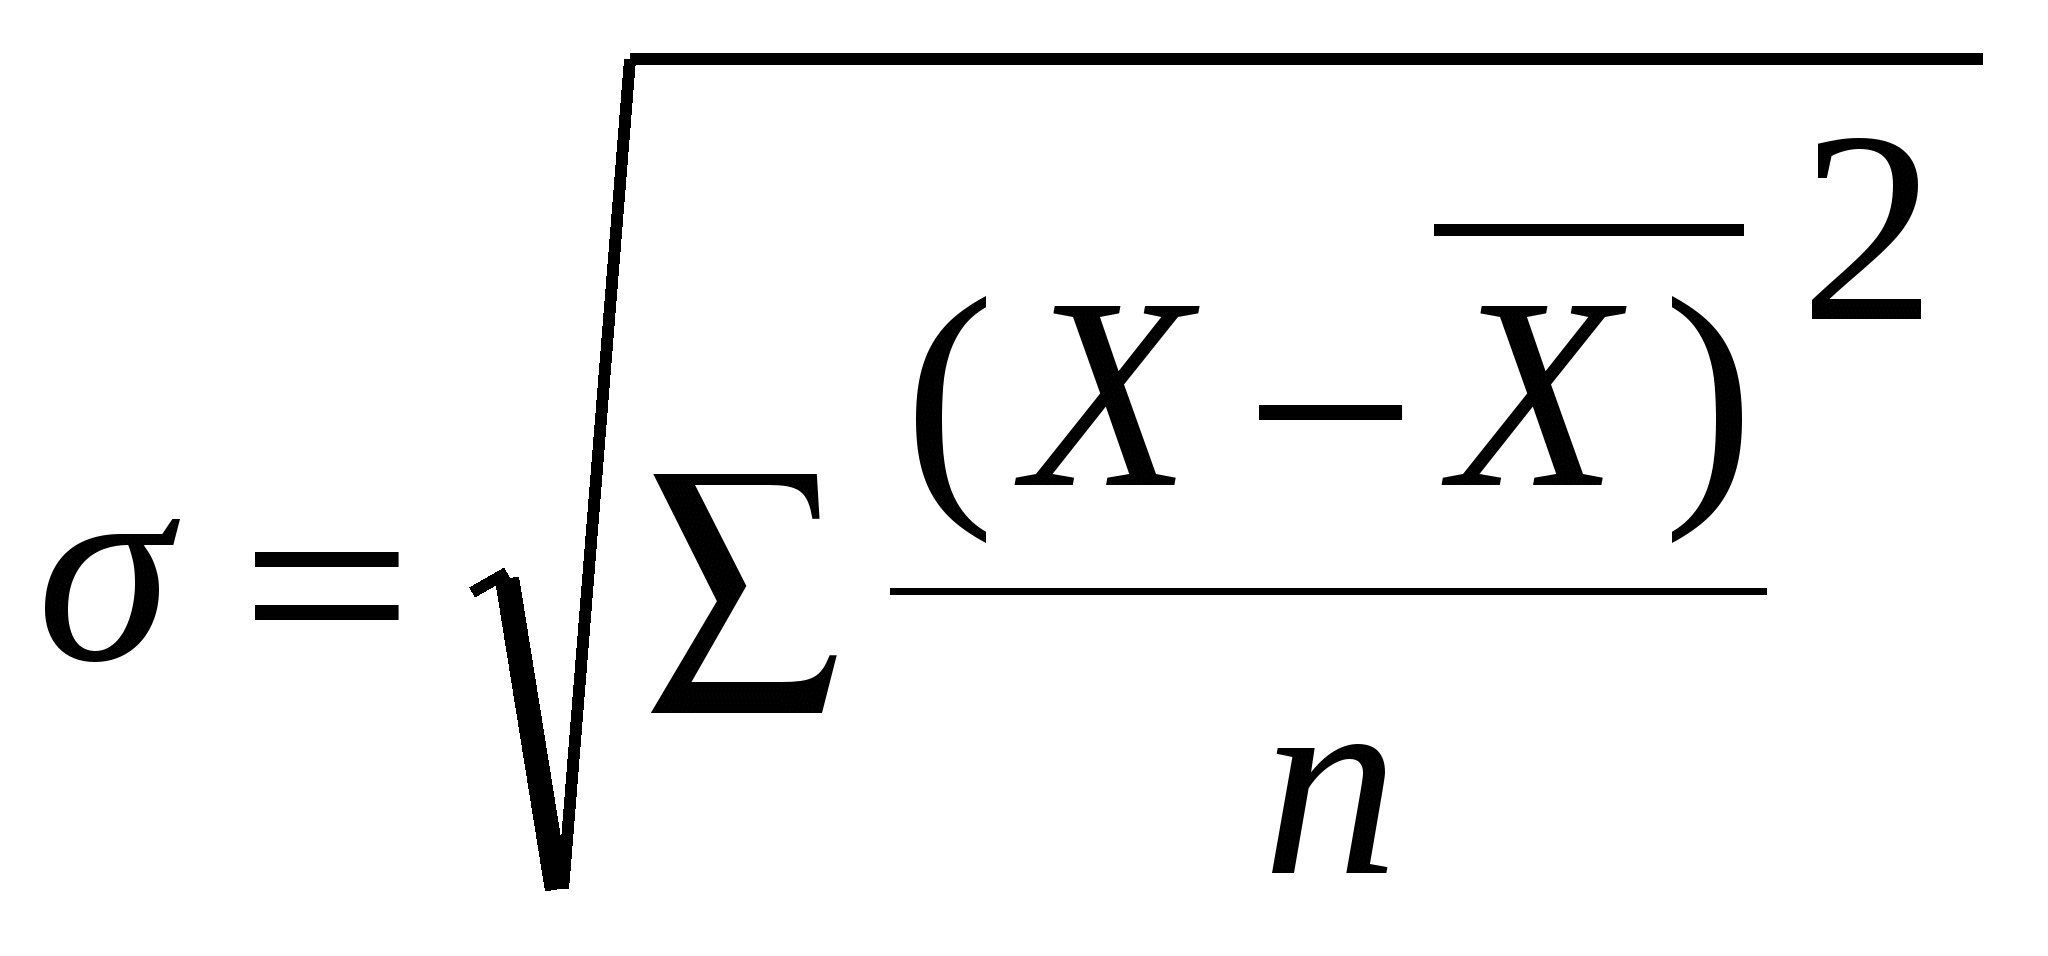 σ = √(Σ (X − X̅)² / n)